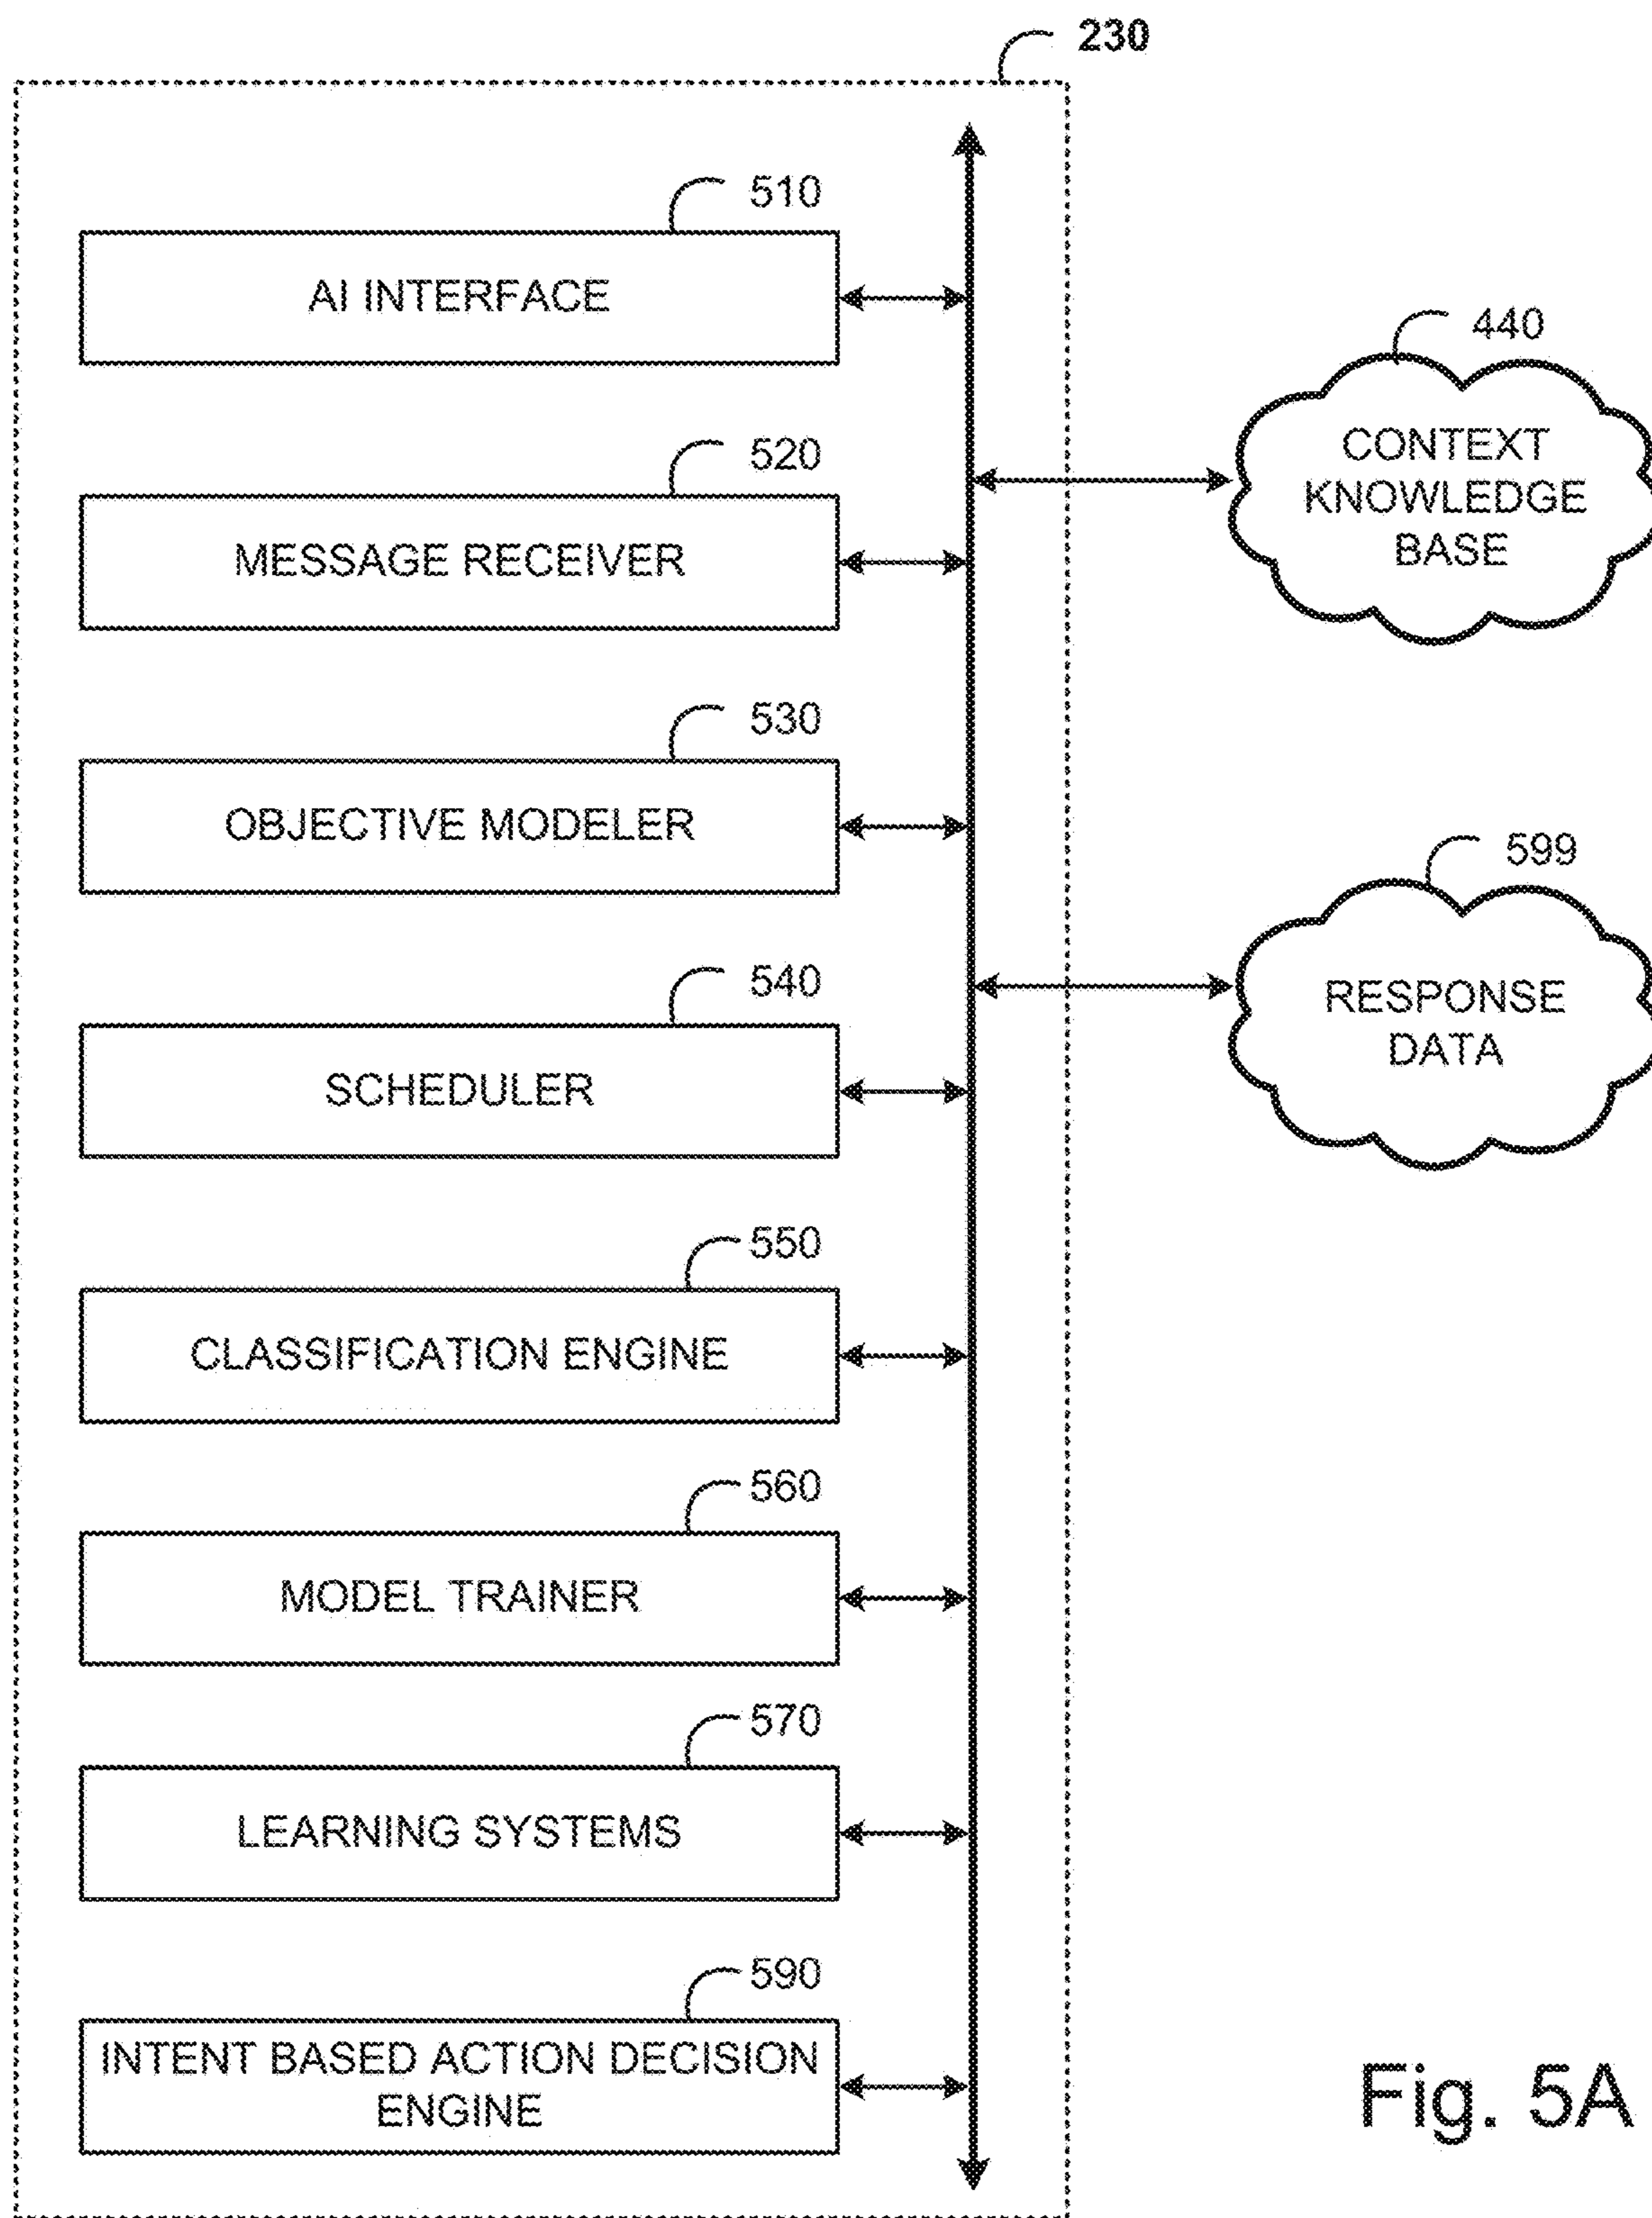 230
510
AI INTERFACE
440
CONTEXT
KNOWLEDGE
BASE
520
MESSAGE RECEIVER
530
OBJECTIVE MODELER
599
RESPONSE
DATA
540
SCHEDULER
550
CLASSIFICATION ENGINE
560
MODEL TRAINER
570
LEARNING SYSTEMS
590
INTENT BASED ACTION DECISION
ENGINE
Fig. 5A